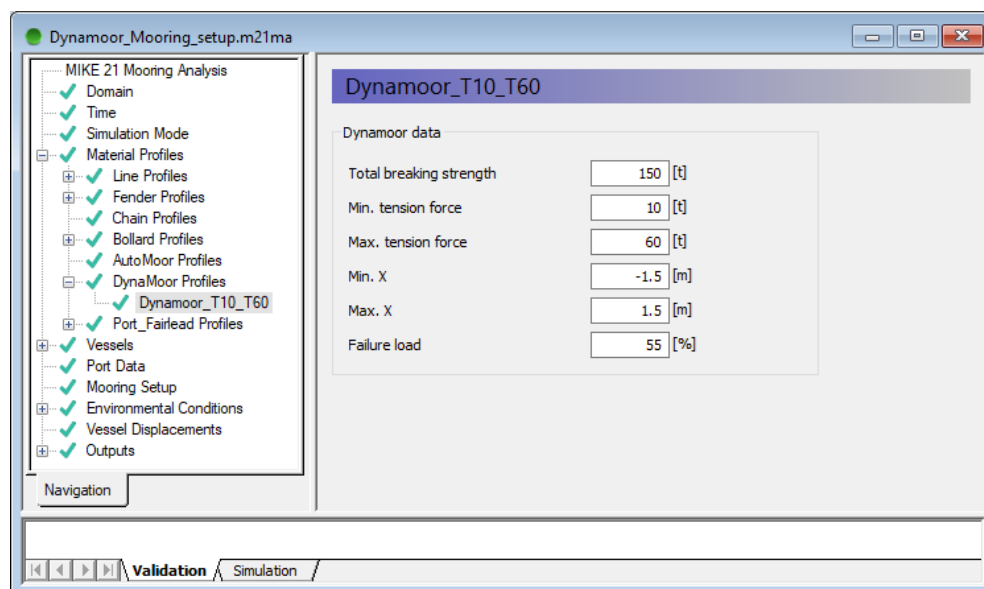 Dynamoor_Mooring_setup.m21ma
MIKE 21 Mooring Analysis
Domain
Time
Simulation Mode
Material Profiles
Line Profiles
Fender Profiles
Chain Profiles
Bollard Profiles
AutoMoor Profiles
DynaMoor Profiles
Dynamoor_T10_T60
Port_Fairlead Profiles
Vessels
Port Data
Mooring Setup
Environmental Conditions
Vessel Displacements
Outputs
Navigation
Dynamoor_T10_T60
Dynamoor data
Total breaking strength 150 [t]
Min. tension force 10 [t]
Max. tension force 60 [t]
Min. X -1.5 [m]
Max. X 1.5 [m]
Failure load 55 [%]
Validation Simulation